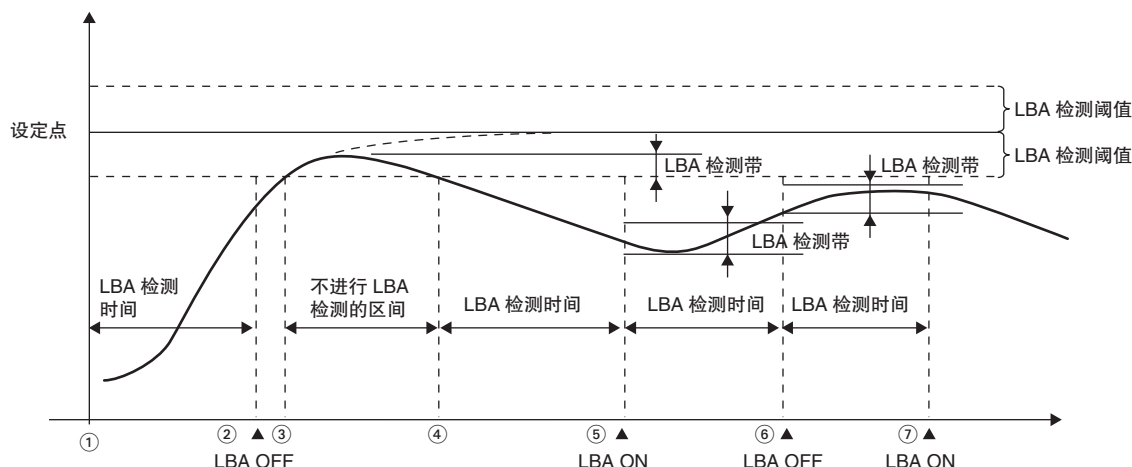 LBA 检测阈值
设定点
LBA 检测阈值
LBA 检测带
LBA 检测带
LBA 检测带
LBA 检测
时间
不进行 LBA
检测的区间
LBA 检测时间
LBA 检测时间
LBA 检测时间
① ② ▲ ③ ④ ⑤ ▲ ⑥ ▲ ⑦ ▲
LBA OFF LBA ON LBA OFF LBA ON